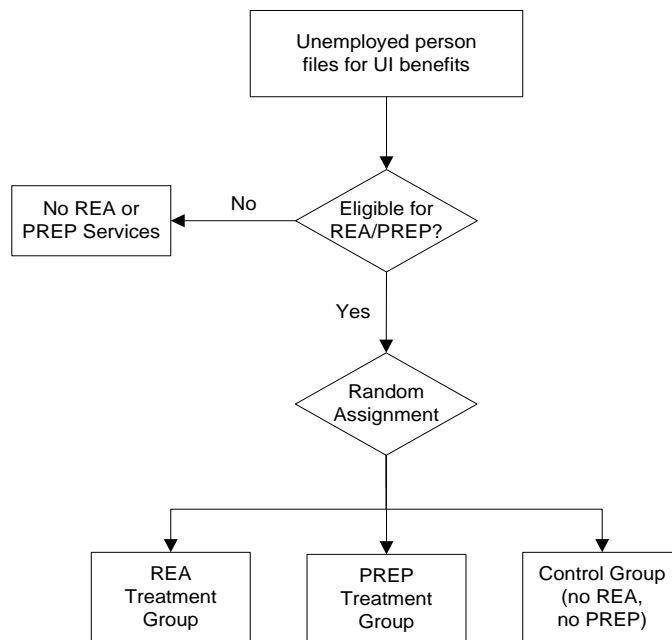 Unemployed person
files for UI benefits
No REA or
PREP Services
No
Eligible for
REA/PREP?
Yes
Random
Assignment
REA
Treatment
Group
PREP
Treatment
Group
Control Group
(no REA,
no PREP)